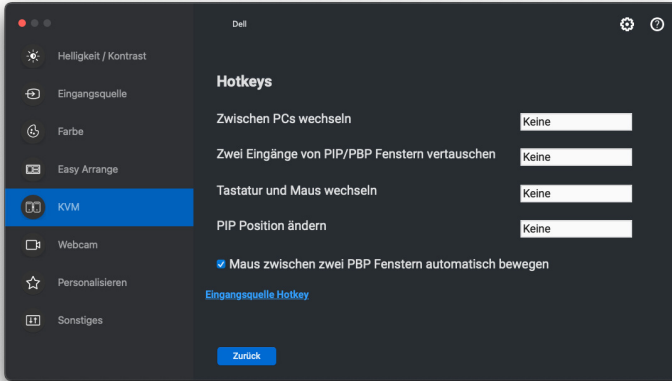 Dell
Helligkeit / Kontrast
Eingangsquelle
Farbe
Easy Arrange
KVM
Webcam
Personalisieren
Sonstiges
Hotkeys
Zwischen PCs wechseln Keine
Zwei Eingänge von PIP/PBP Fenstern vertauschen Keine
Tastatur und Maus wechseln Keine
PIP Position ändern Keine
Maus zwischen zwei PBP Fenstern automatisch bewegen
Eingangsquelle Hotkey
Zurück